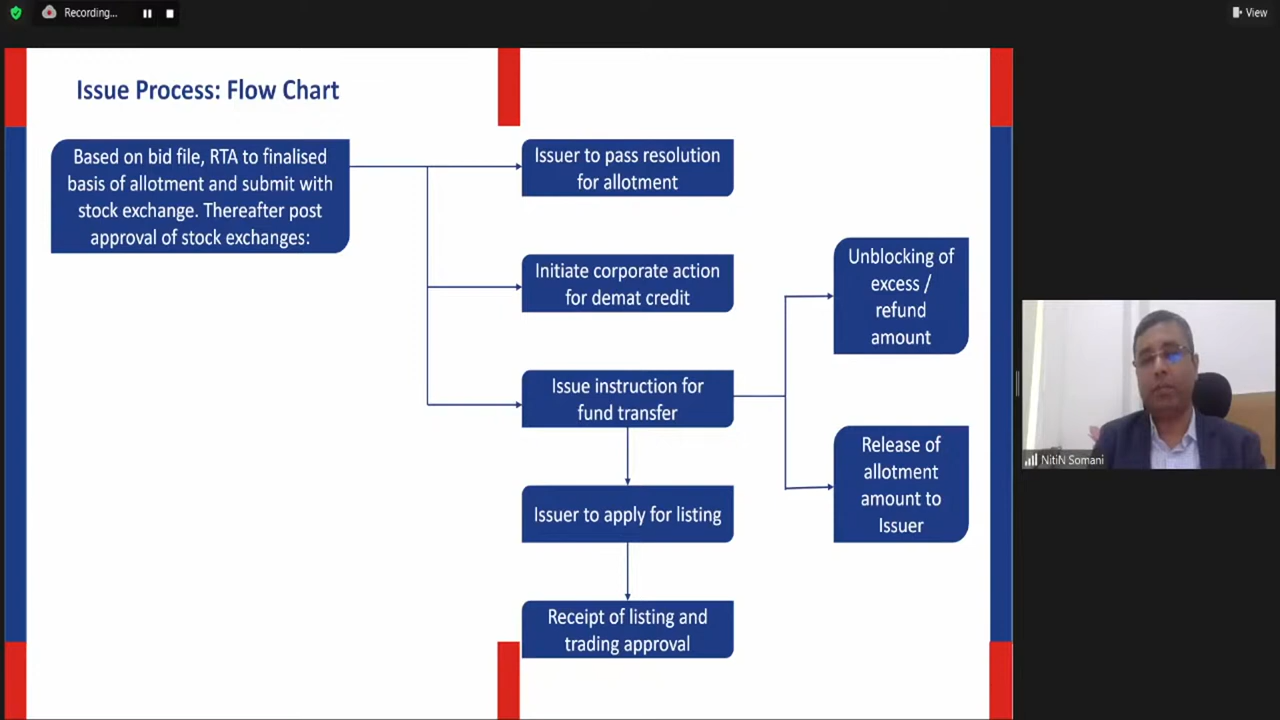 Recording...
View
Issue Process: Flow Chart
Based on bid file, RTA to finalised
basis of allotment and submit with
stock exchange. Thereafter post
approval of stock exchanges:
Issuer to pass resolution
for allotment
Initiate corporate action
for demat credit
Issue instruction for
fund transfer
Unblocking of
excess /
refund
amount
Release of
allotment
amount to
Issuer
Issuer to apply for listing
Receipt of listing and
trading approval
NitiN Somani